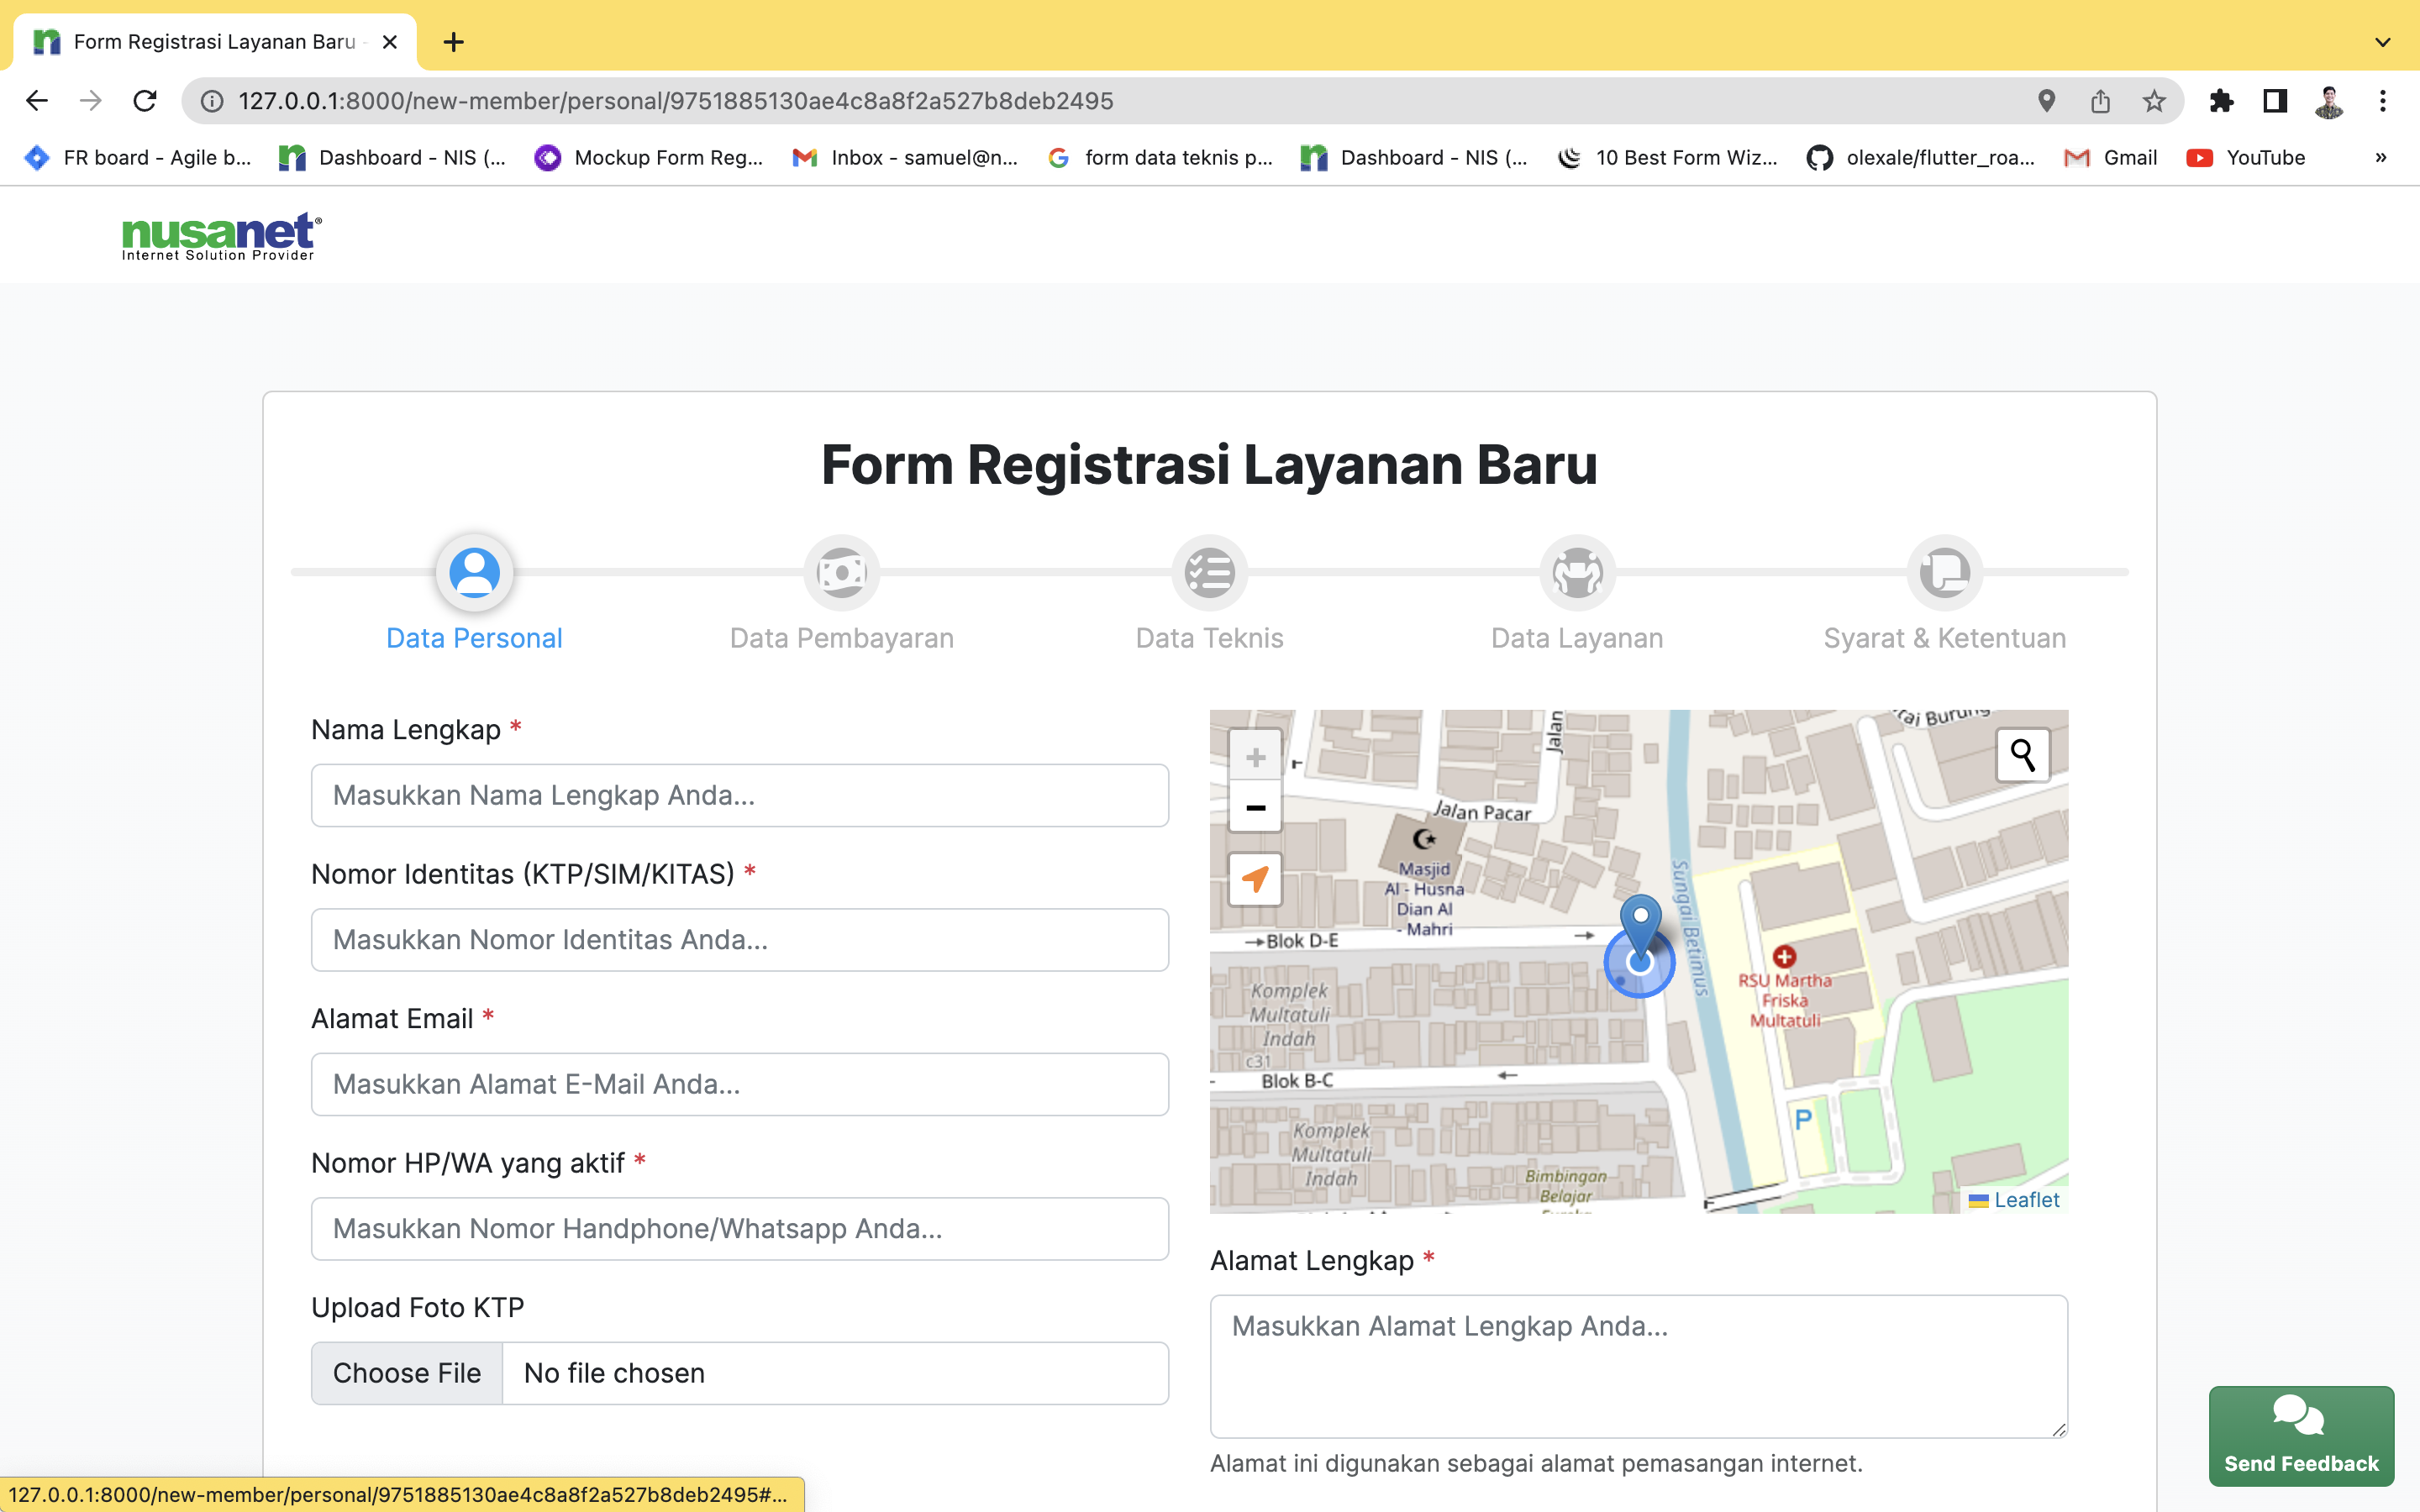 Form Registrasi Layanan Baru -
127.0.0.1:8000/new-member/personal/9751885130ae4c8a8f2a527b8deb2495
FR board - Agile b...
Dashboard - NIS (...
Mockup Form Reg...
Inbox - samuel@n...
form data teknis p...
Dashboard - NIS (...
10 Best Form Wiz...
olexale/flutter_roa...
Gmail
YouTube
»
nusanet®
Internet Solution Provider
Form Registrasi Layanan Baru
Data Personal
Data Pembayaran
Data Teknis
Data Layanan
Syarat & Ketentuan
Nama Lengkap *
Masukkan Nama Lengkap Anda...
Nomor Identitas (KTP/SIM/KITAS) *
Masukkan Nomor Identitas Anda...
Alamat Email *
Masukkan Alamat E-Mail Anda...
Nomor HP/WA yang aktif *
Masukkan Nomor Handphone/Whatsapp Anda...
Upload Foto KTP
Choose File
No file chosen
+
−
Jalan
Burung
Jalan Pacar
Masjid
Al - Husna
Dian Al
- Mahri
Sungai Betimus
Blok D-E
RSU Martha
Friska
Multatuli
Komplek
Multatuli
Indah
c31
Blok B-C
P
Komplek
Multatuli
Indah
Bimbingan
Belajar
Leaflet
Alamat Lengkap *
Masukkan Alamat Lengkap Anda...
Alamat ini digunakan sebagai alamat pemasangan internet.
Send Feedback
127.0.0.1:8000/new-member/personal/9751885130ae4c8a8f2a527b8deb2495#...